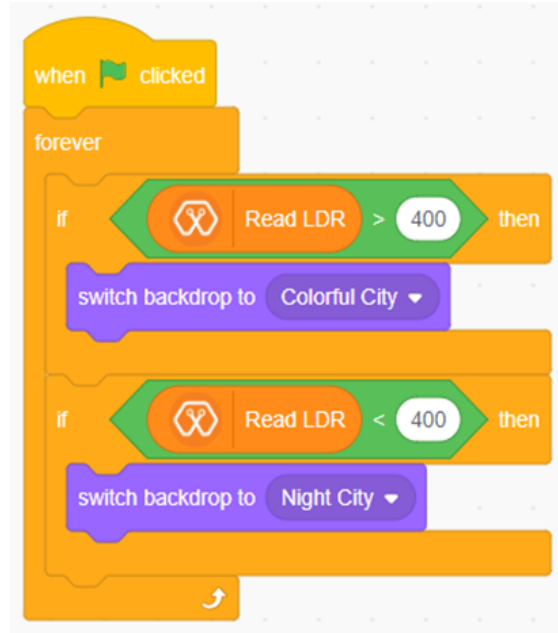 when clicked
forever
if Read LDR > 400 then
switch backdrop to Colorful City
if Read LDR < 400 then
switch backdrop to Night City